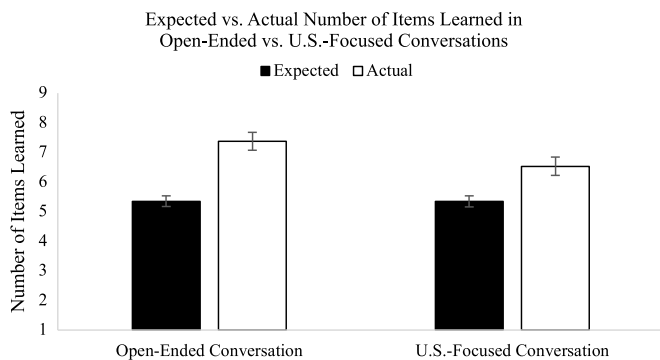 Expected vs. Actual Number of Items Learned in
Open-Ended vs. U.S.-Focused Conversations
Expected Actual
Number of Items Learned
9
8
7
6
5
4
3
2
1
Open-Ended Conversation U.S.-Focused Conversation